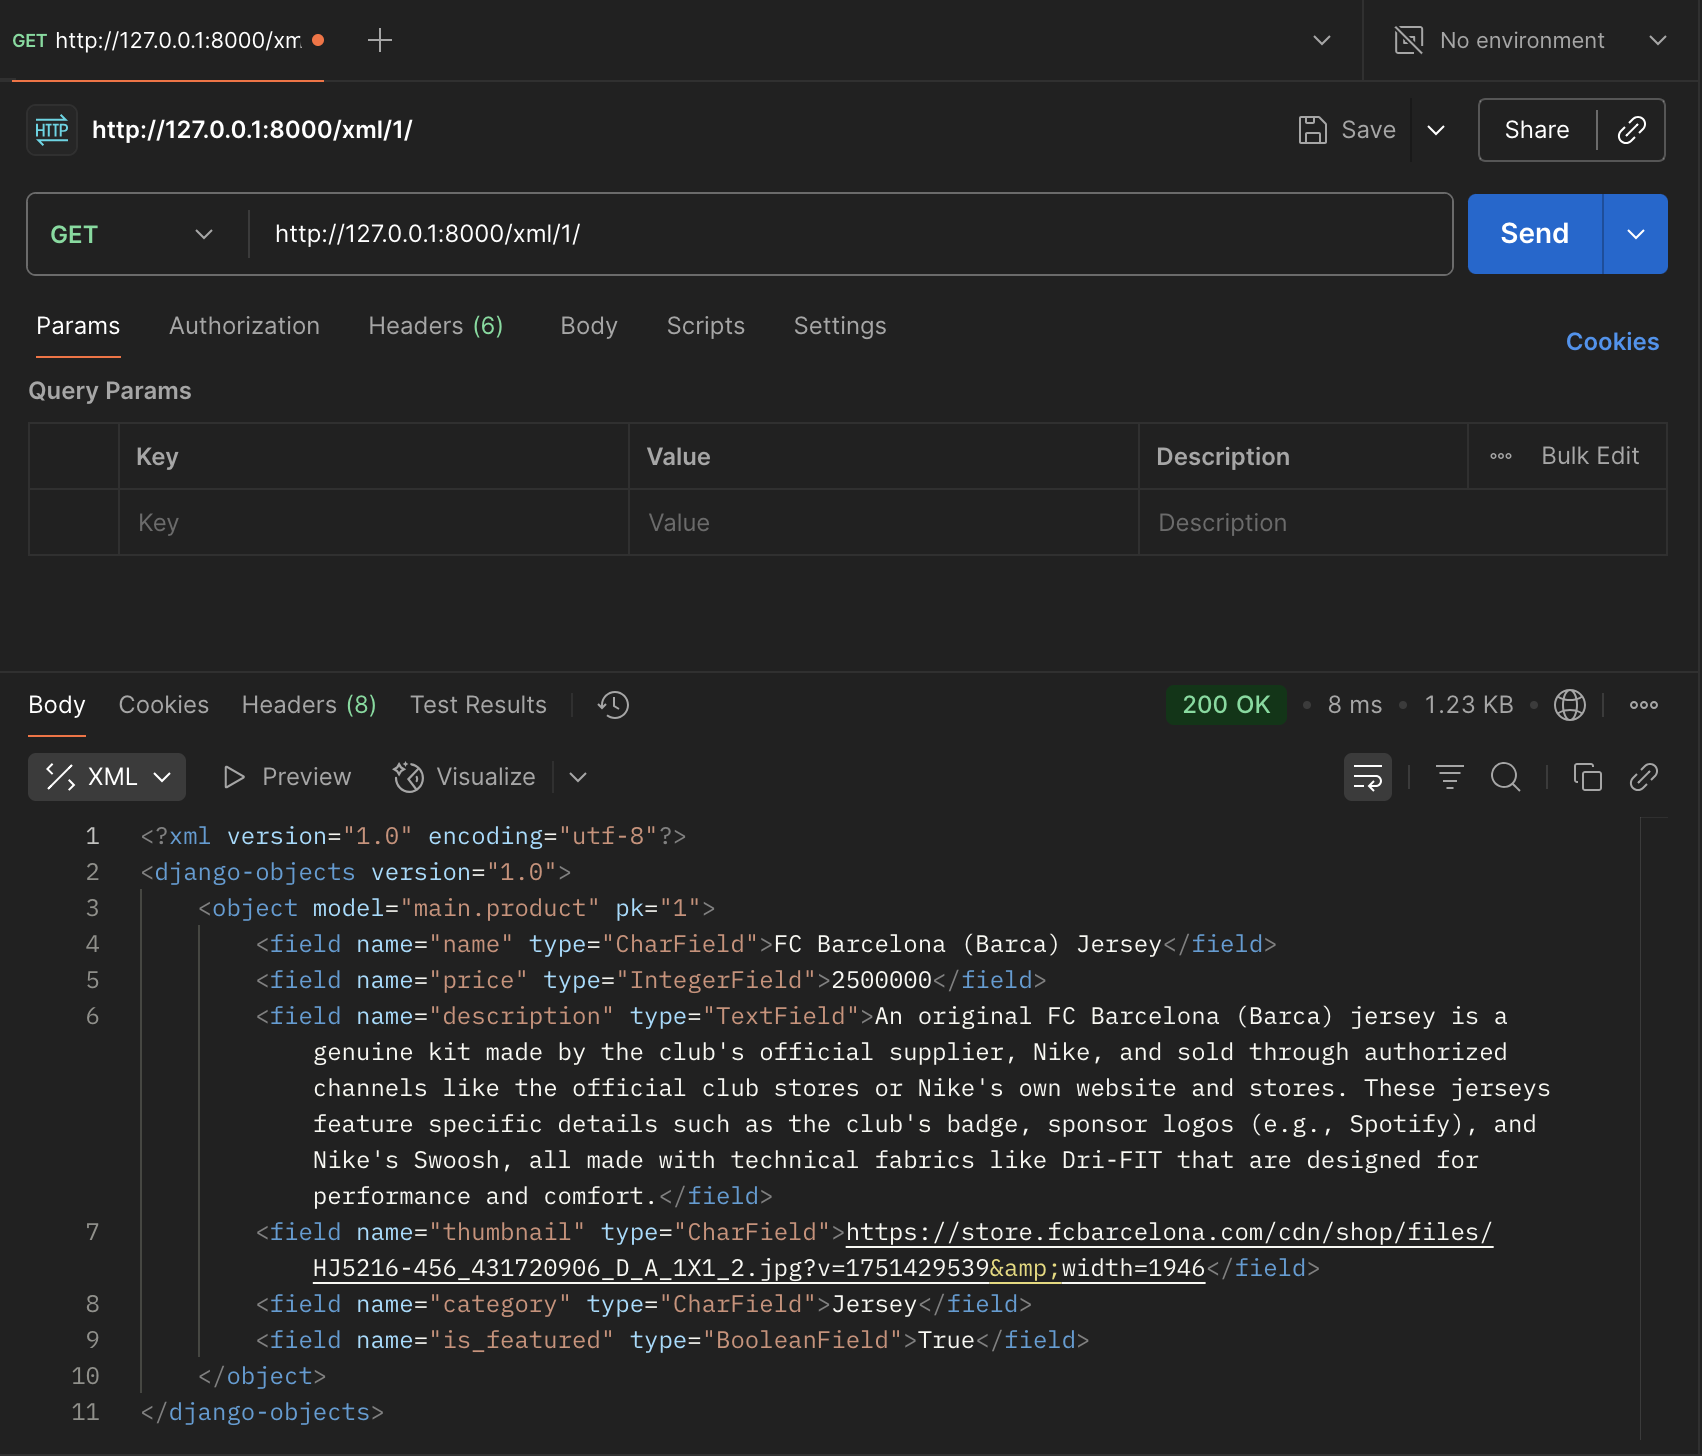 GET http://127.0.0.1:8000/xm
No environment
HTTP http://127.0.0.1:8000/xml/1/
Save
Share
GET http://127.0.0.1:8000/xml/1/
Send
Params Authorization Headers (6) Body Scripts Settings
Cookies
Query Params
Key Value Description Bulk Edit
Key Value Description
Body Cookies Headers (8) Test Results
200 OK • 8 ms • 1.23 KB •
XML Preview Visualize
1 <?xml version="1.0" encoding="utf-8"?>
2 <django-objects version="1.0">
3 <object model="main.product" pk="1">
4 <field name="name" type="CharField">FC Barcelona (Barca) Jersey</field>
5 <field name="price" type="IntegerField">2500000</field>
6 <field name="description" type="TextField">An original FC Barcelona (Barca) jersey is a
genuine kit made by the club's official supplier, Nike, and sold through authorized
channels like the official club stores or Nike's own website and stores. These jerseys
feature specific details such as the club's badge, sponsor logos (e.g., Spotify), and
Nike's Swoosh, all made with technical fabrics like Dri-FIT that are designed for
performance and comfort.</field>
7 <field name="thumbnail" type="CharField">https://store.fcbarcelona.com/cdn/shop/files/
HJ5216-456_431720906_D_A_1X1_2.jpg?v=1751429539&amp;width=1946</field>
8 <field name="category" type="CharField">Jersey</field>
9 <field name="is_featured" type="BooleanField">True</field>
10 </object>
11 </django-objects>